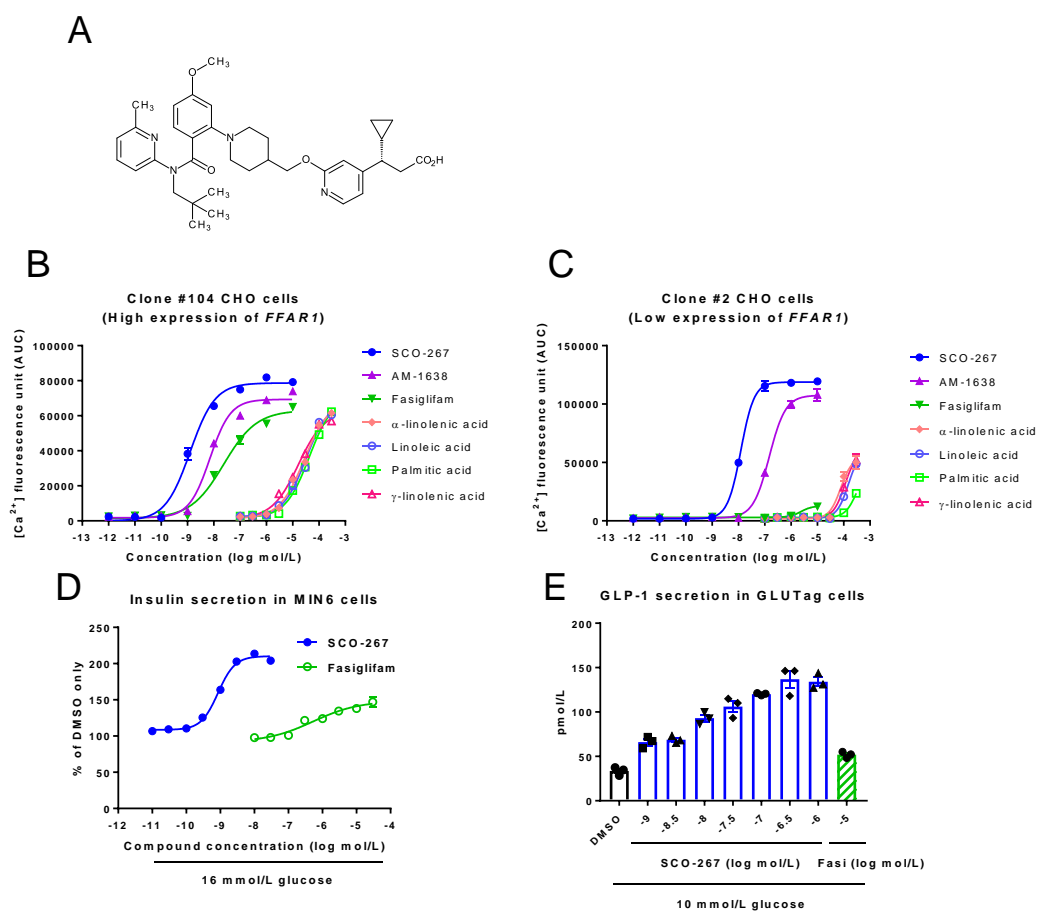 A
O
CH3
CH3
N
N
N
O
O
N
CO2H
CH3
CH3
CH3
B
Clone #104 CHO cells
(High expression of FFAR1)
[Ca2+] fluorescence unit (AUC)
100000
80000
60000
40000
20000
0
-13 -12 -11 -10 -9 -8 -7 -6 -5 -4 -3
Concentration (log mol/L)
SCO-267
AM-1638
Fasiglifam
α-linolenic acid
Linoleic acid
Palmitic acid
γ-linolenic acid
C
Clone #2 CHO cells
(Low expression of FFAR1)
[Ca2+] fluorescence unit (AUC)
150000
100000
50000
0
-13 -12 -11 -10 -9 -8 -7 -6 -5 -4 -3
Concentration (log mol/L)
SCO-267
AM-1638
Fasiglifam
α-linolenic acid
Linoleic acid
Palmitic acid
γ-linolenic acid
D
Insulin secretion in MIN6 cells
% of DMSO only
250
200
150
100
50
0
-12 -11 -10 -9 -8 -7 -6 -5 -4
Compound concentration (log mol/L)
16 mmol/L glucose
SCO-267
Fasiglifam
E
GLP-1 secretion in GLUTag cells
pmol/L
200
150
100
50
0
DMSO -9 -8.5 -8 -7.5 -7 -6.5 -6 -5
SCO-267 (log mol/L) Fasi (log mol/L)
10 mmol/L glucose